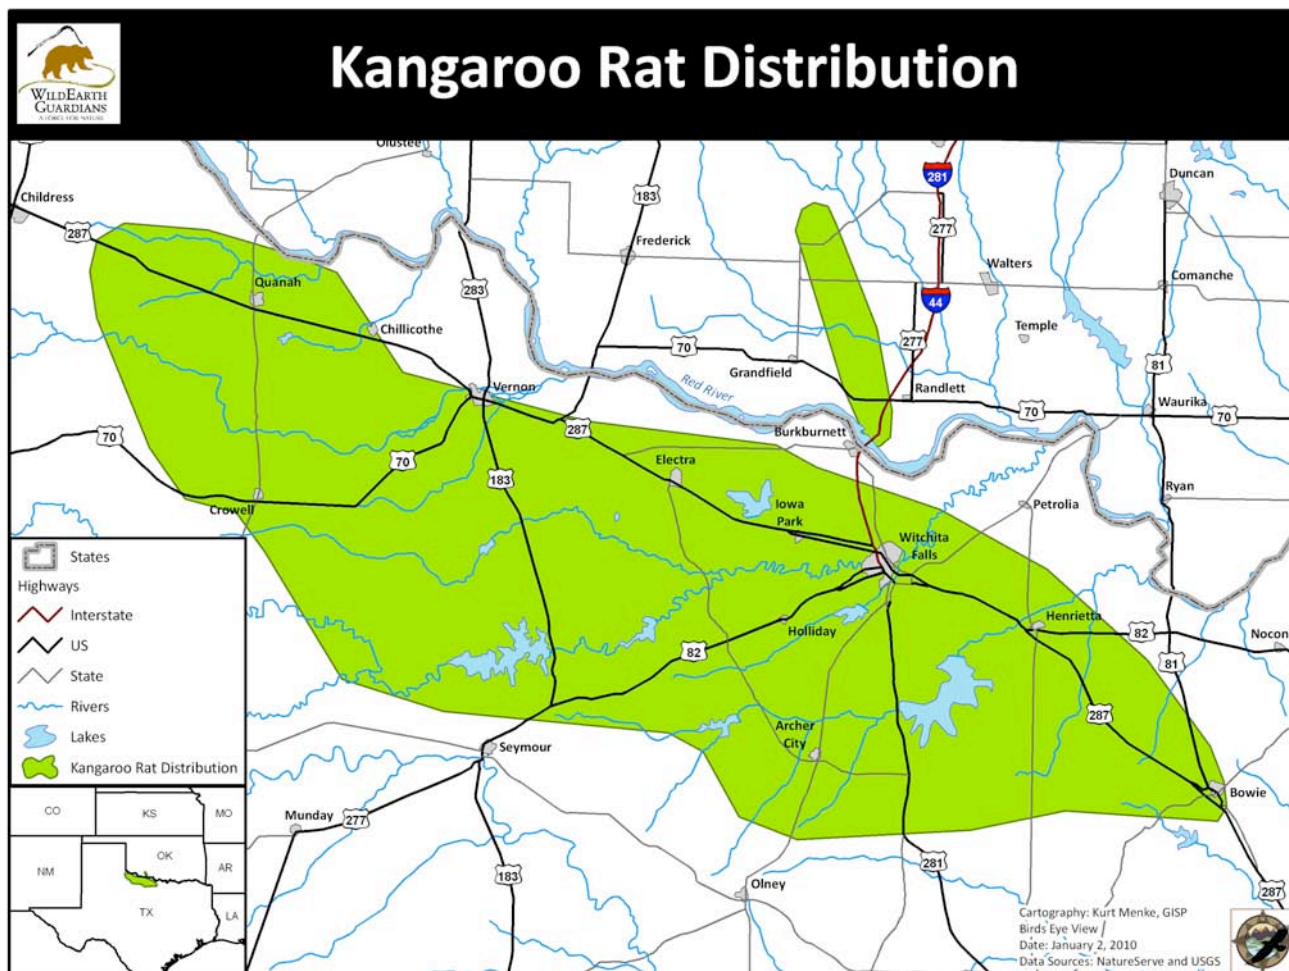 WILDEARTH
GUARDIANS
A FORCE FOR NATURE
Kangaroo Rat Distribution
Olustee
Childress
287
183
281
Duncan
277
Frederick
Walters
Comanche
Quanah
283
44
Chillicothe
Temple
277
70
Grandfield
81
Red River
Vernon
Randlett
Waurika
70
70
287
Burkburnett
70
70
Electra
183
Ryan
Iowa
Park
Petrolia
Crowell
Witchita
Falls
States
Highways
Interstate
US
State
Rivers
Lakes
Kangaroo Rat Distribution
Henrietta
Holliday
82
Nocon
82
81
287
Archer
City
Seymour
Bowie
Munday
277
183
281
Olney
287
CO
KS
MO
OK
NM
AR
TX
LA
Cartography: Kurt Menke, GISP
Birds Eye View
Date: January 2, 2010
Data Sources: NatureServe and USGS